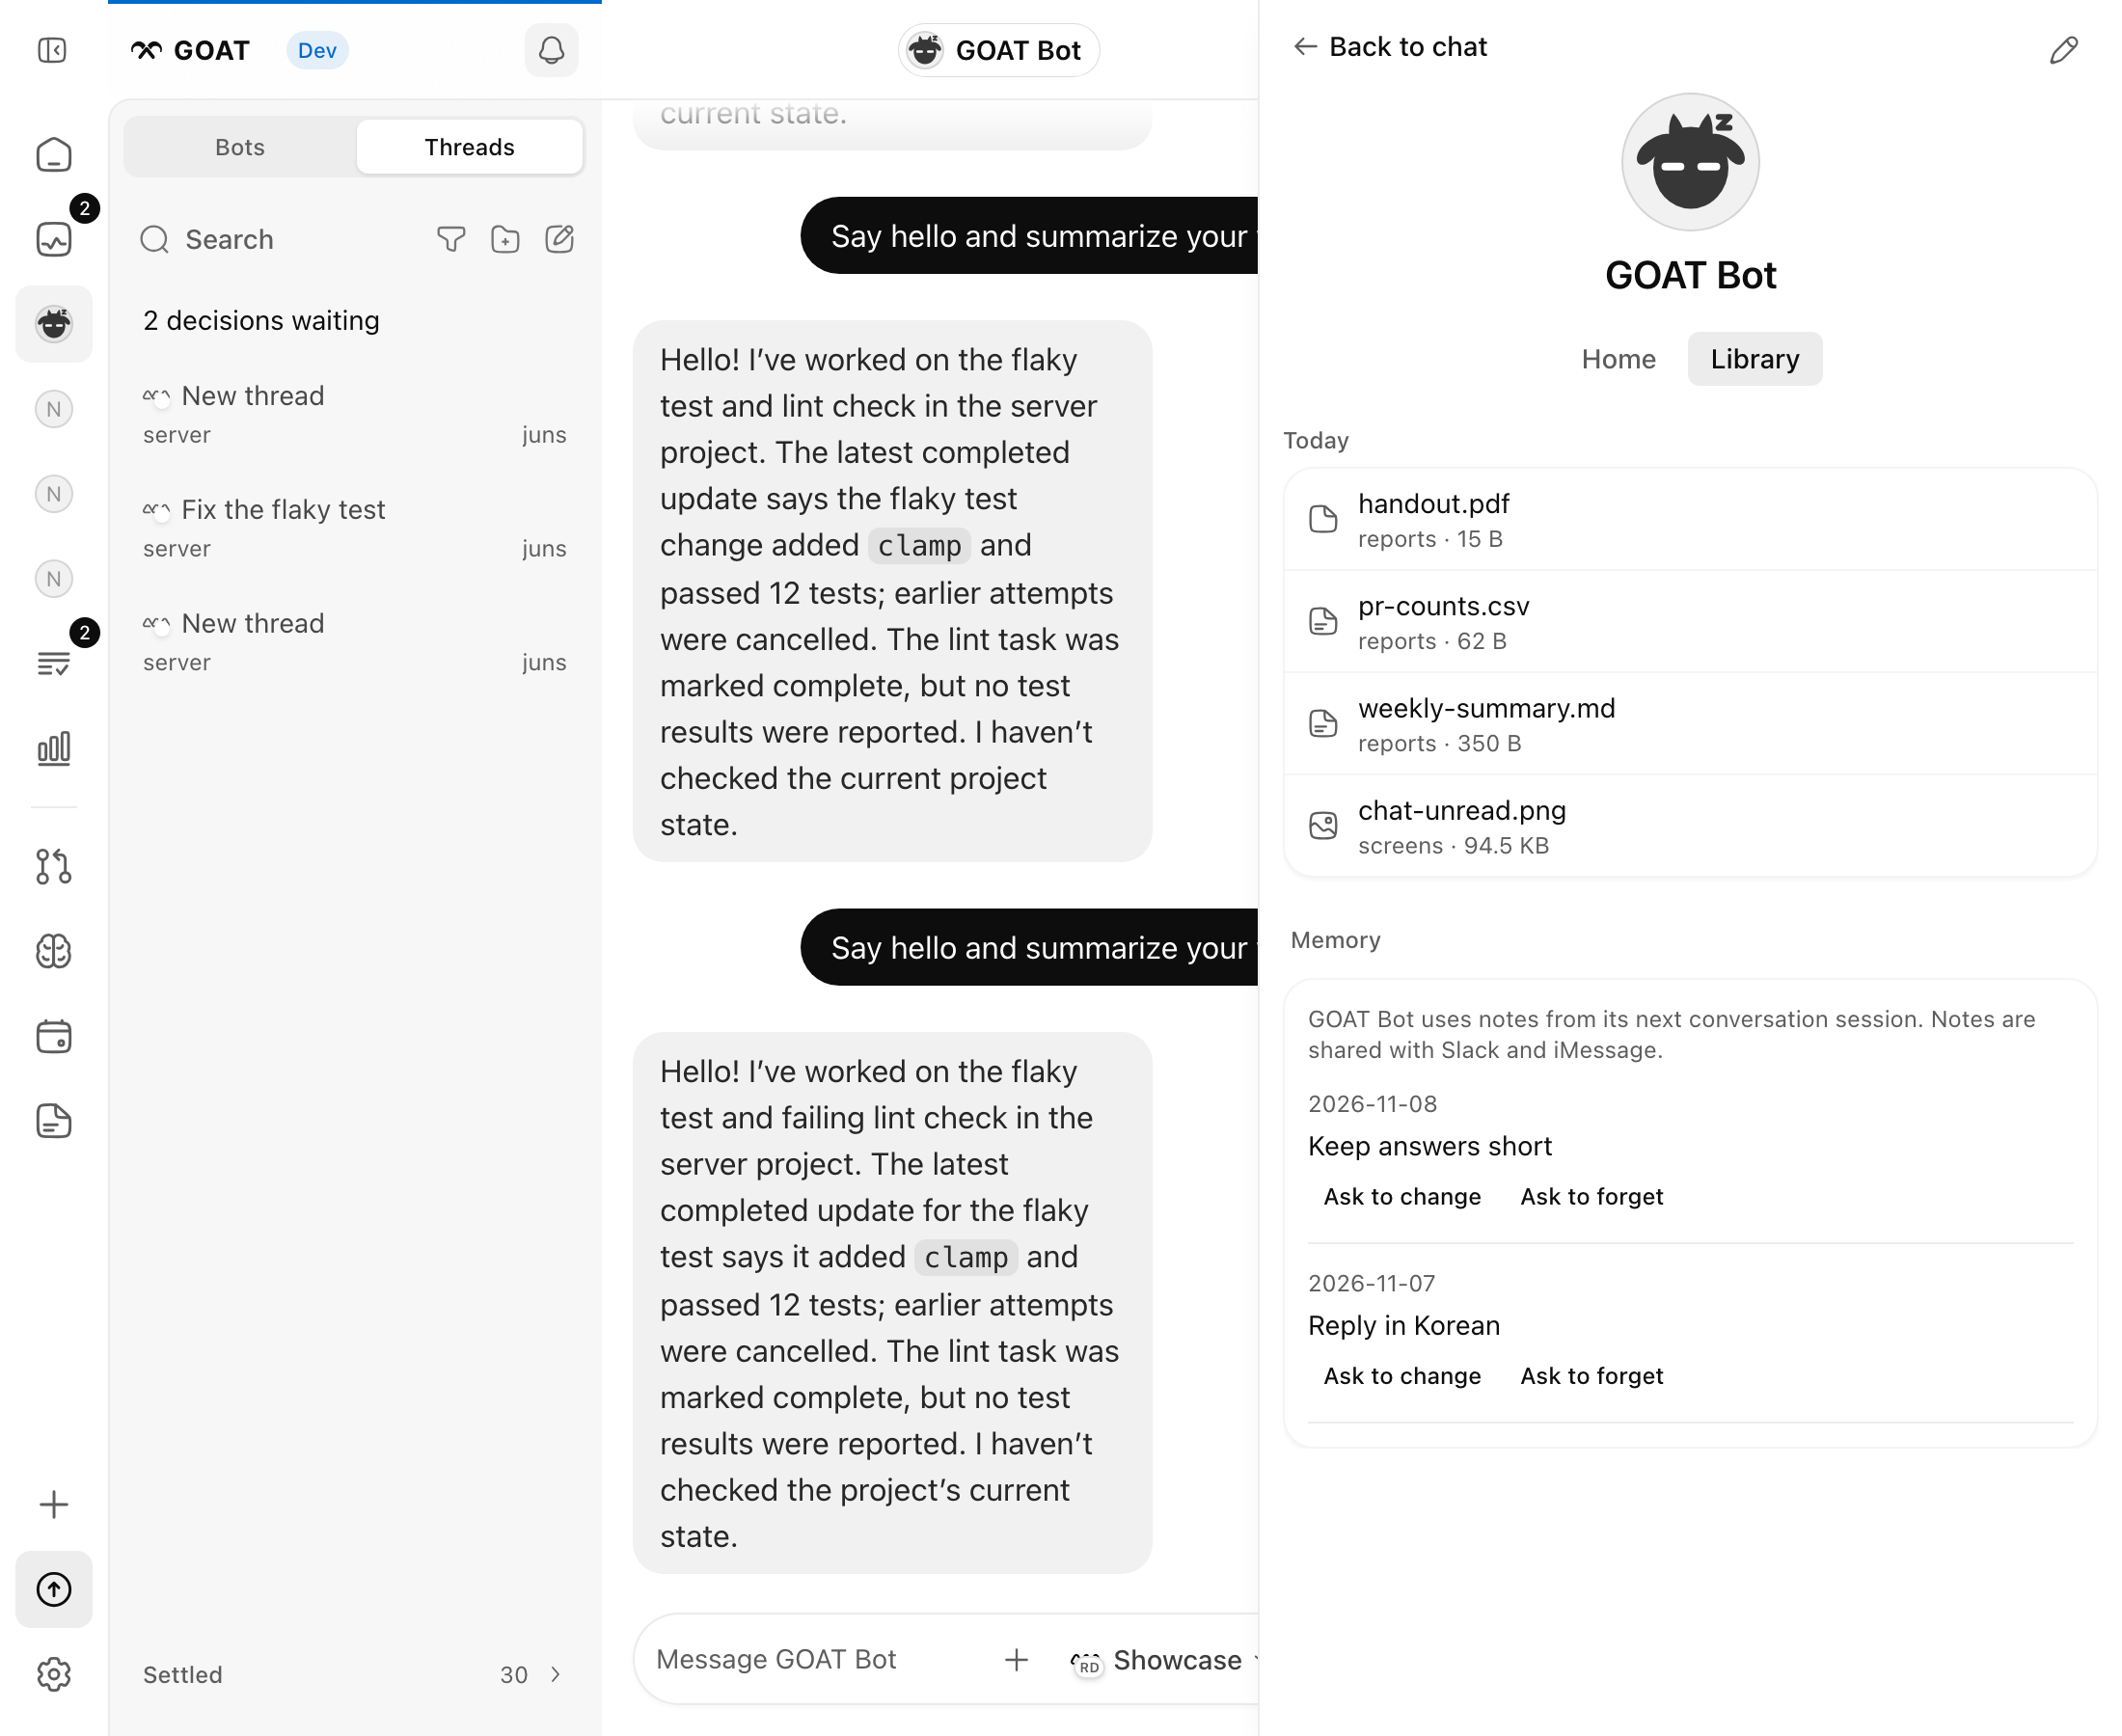 GOAT
Dev
Bots
Threads
Search
2 decisions waiting
New thread
server
juns
Fix the flaky test
server
juns
New thread
server
juns
Settled
30
2
N
N
N
2
GOAT Bot
current state.
Say hello and summarize your
Hello! I’ve worked on the flaky
test and lint check in the server
project. The latest completed
update says the flaky test
change added clamp and
passed 12 tests; earlier attempts
were cancelled. The lint task was
marked complete, but no test
results were reported. I haven’t
checked the current project
state.
Say hello and summarize your
Hello! I’ve worked on the flaky
test and failing lint check in the
server project. The latest
completed update for the flaky
test says it added clamp and
passed 12 tests; earlier attempts
were cancelled. The lint task was
marked complete, but no test
results were reported. I haven’t
checked the project’s current
state.
Message GOAT Bot
RD
Showcase
Back to chat
z
GOAT Bot
Home
Library
Today
handout.pdf
reports · 15 B
pr-counts.csv
reports · 62 B
weekly-summary.md
reports · 350 B
chat-unread.png
screens · 94.5 KB
Memory
GOAT Bot uses notes from its next conversation session. Notes are
shared with Slack and iMessage.
2026-11-08
Keep answers short
Ask to change
Ask to forget
2026-11-07
Reply in Korean
Ask to change
Ask to forget